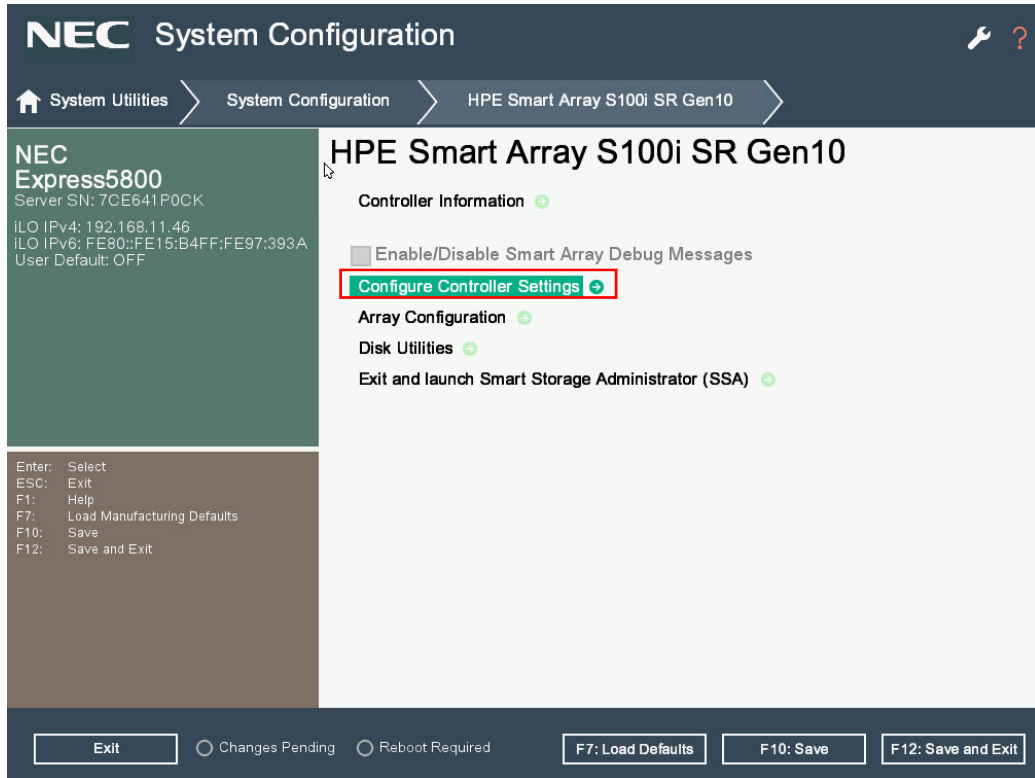 NEC System Configuration
?
System Utilities
System Configuration
HPE Smart Array S100i SR Gen10
NEC
Express5800
Server SN: 7CE641P0CK
iLO IPv4: 192.168.11.46
iLO IPv6: FE80::FE15:B4FF:FE97:393A
User Default: OFF
HPE Smart Array S100i SR Gen10
Controller Information
Enable/Disable Smart Array Debug Messages
Configure Controller Settings
Array Configuration
Disk Utilities
Exit and launch Smart Storage Administrator (SSA)
Enter: Select
ESC: Exit
F1: Help
F7: Load Manufacturing Defaults
F10: Save
F12: Save and Exit
Exit
Changes Pending
Reboot Required
F7: Load Defaults
F10: Save
F12: Save and Exit